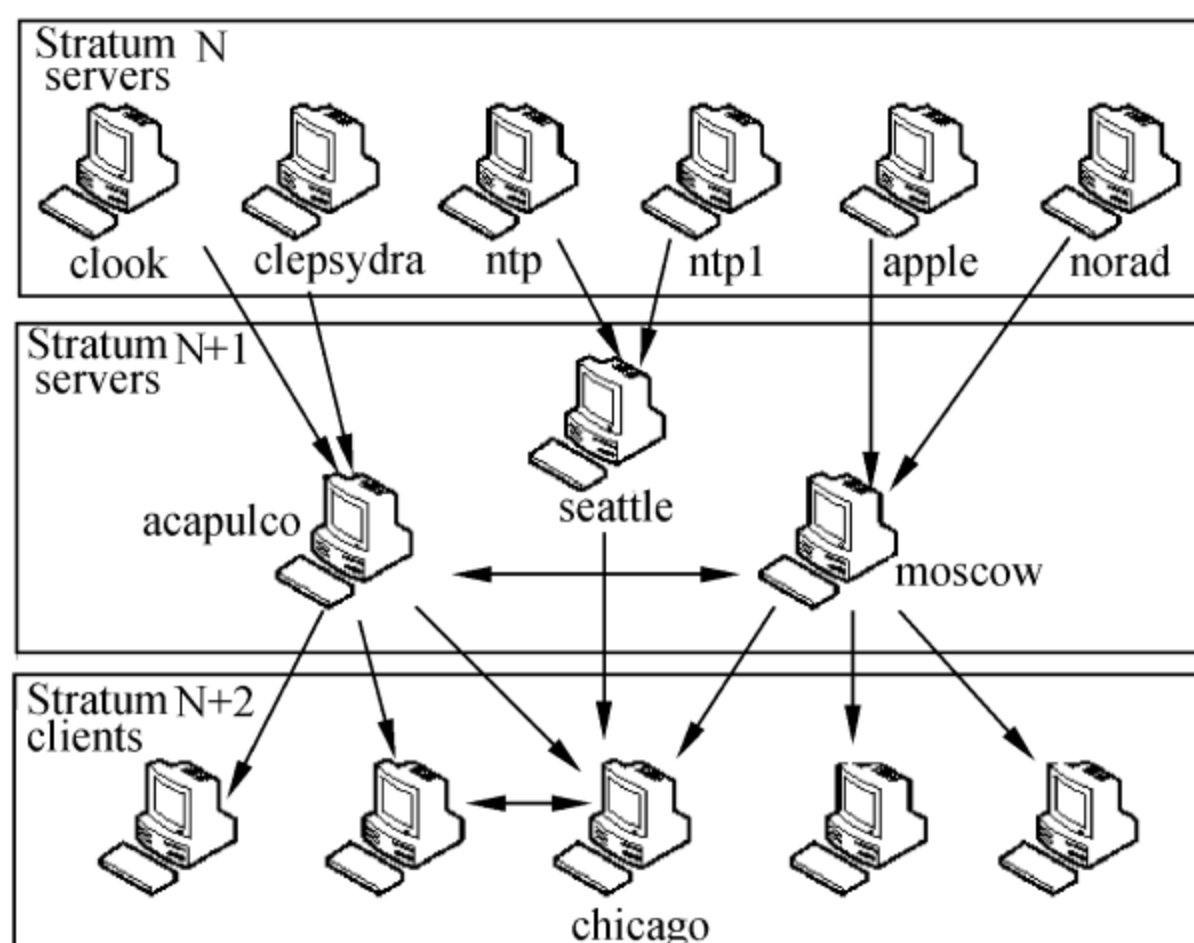 Stratum N
servers
clook
clepsydra
ntp
ntp1
apple
norad
Stratum N+1
servers
seattle
acapulco
moscow
Stratum N+2
clients
chicago